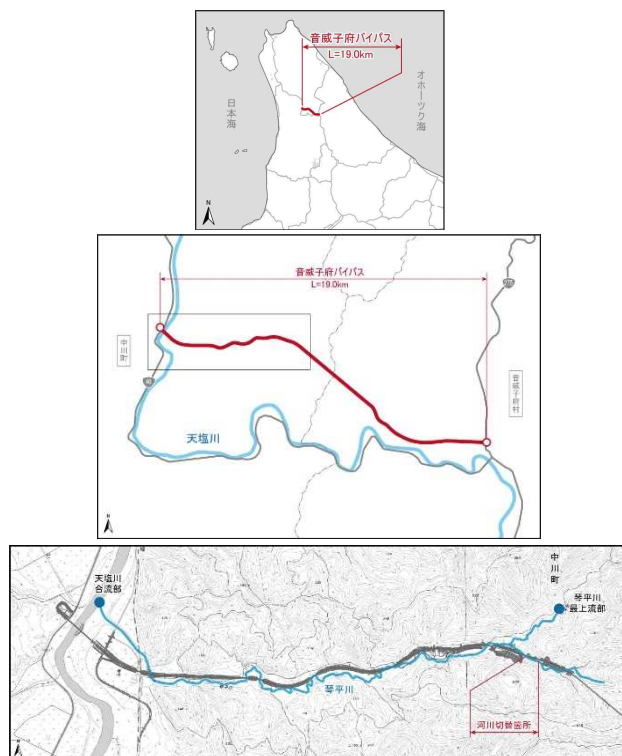 音威子府バイパス
L=19.0km
日本海
オホーツク海
N
音威子府バイパス
L=19.0km
中川町
40
音威子府村
天塩川
N
天塩川
合流部
中川町
琴平川
最上流部
琴平川
河川切替箇所
N